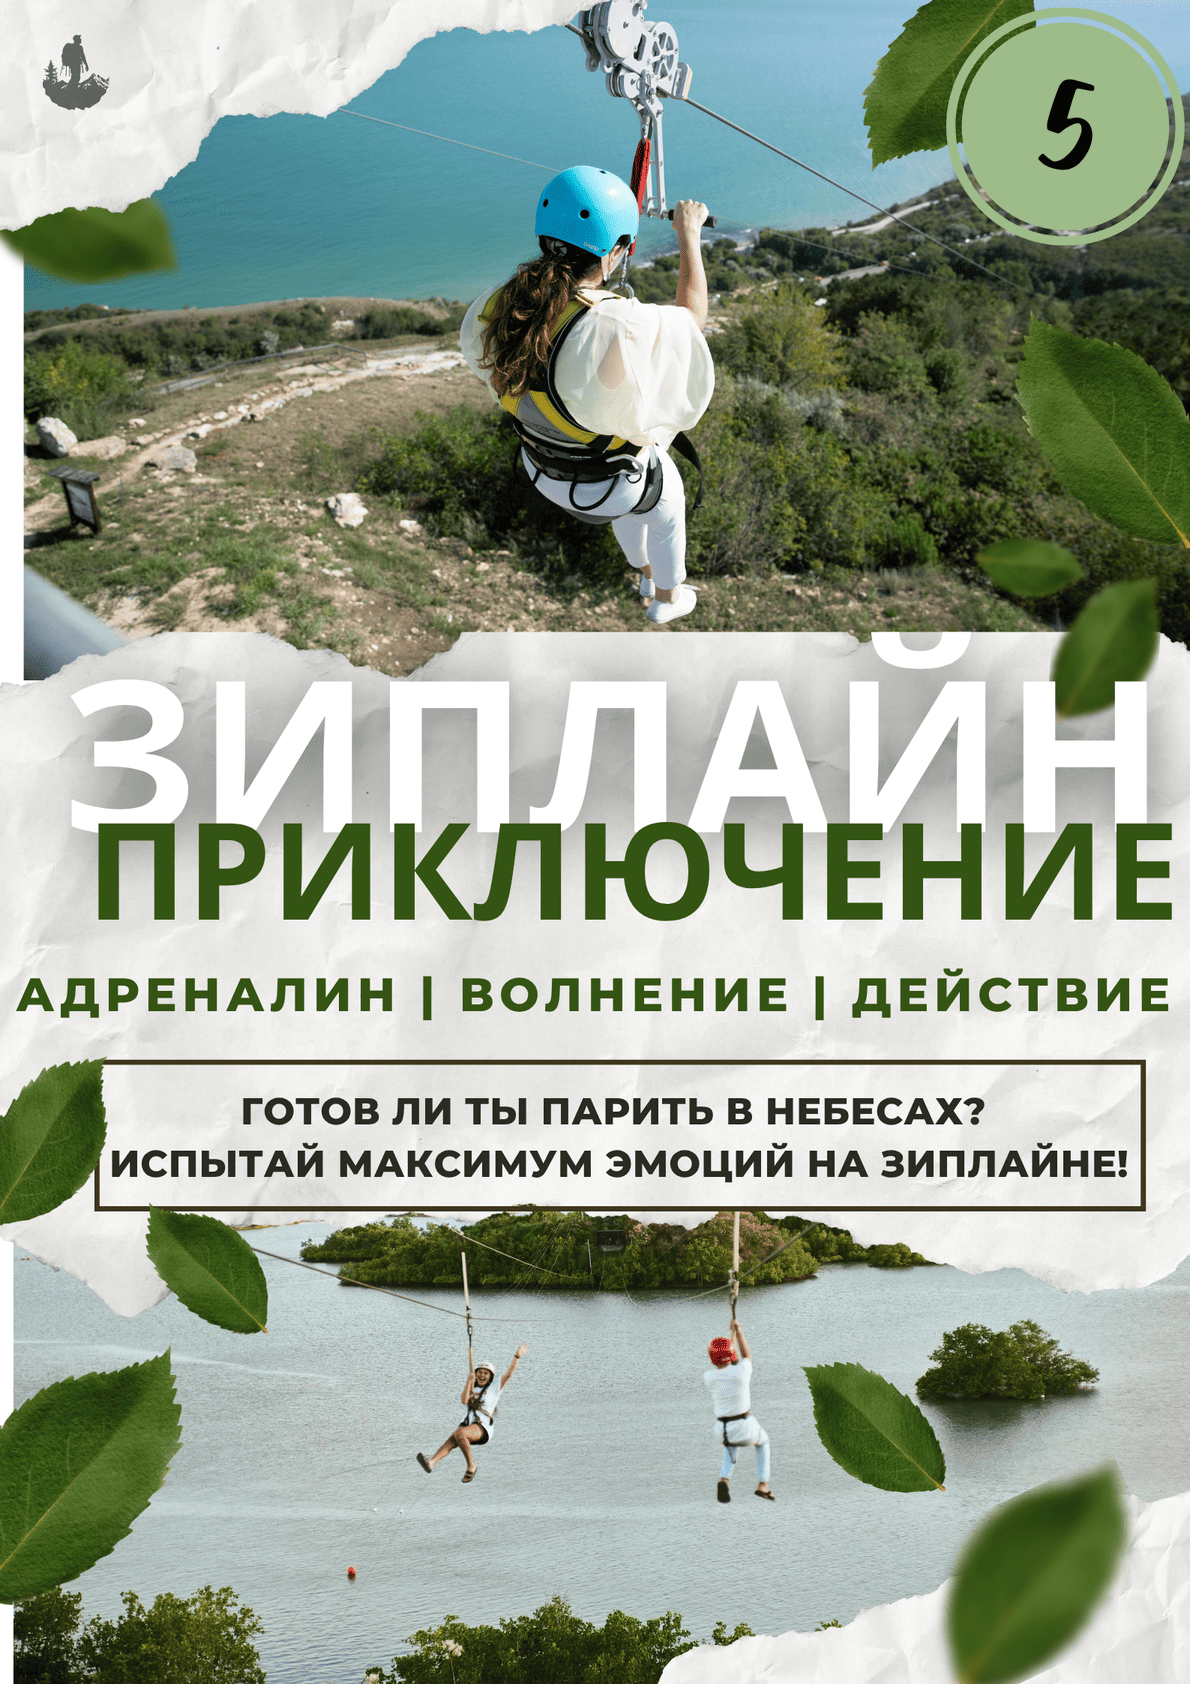 5
ЗИПЛАЙН
ПРИКЛЮЧЕНИЕ
АДРЕНАЛИН | ВОЛНЕНИЕ | ДЕЙСТВИЕ
ГОТОВ ЛИ ТЫ ПАРИТЬ В НЕБЕСАХ?
ИСПЫТАЙ МАКСИМУМ ЭМОЦИЙ НА ЗИПЛАЙНЕ!